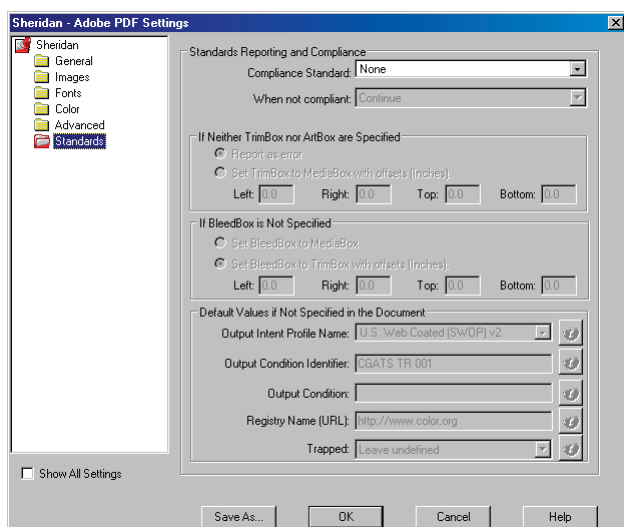 Sheridan - Adobe PDF Settings
Sheridan
General
Images
Fonts
Color
Advanced
Standards
Show All Settings
Standards Reporting and Compliance
Compliance Standard: None
When not compliant: Continue
If Neither TrimBox nor ArtBox are Specified
Report as error
Set TrimBox to MediaBox with offsets (inches):
Left: 0.0 Right: 0.0 Top: 0.0 Bottom: 0.0
If BleedBox is Not Specified
Set BleedBox to MediaBox
Set BleedBox to TrimBox with offsets (inches):
Left: 0.0 Right: 0.0 Top: 0.0 Bottom: 0.0
Default Values if Not Specified in the Document
Output Intent Profile Name: U.S. Web Coated (SWOP) v2
Output Condition Identifier: CGATS TR 001
Output Condition:
Registry Name (URL): http://www.color.org
Trapped: Leave undefined
Save As... OK Cancel Help